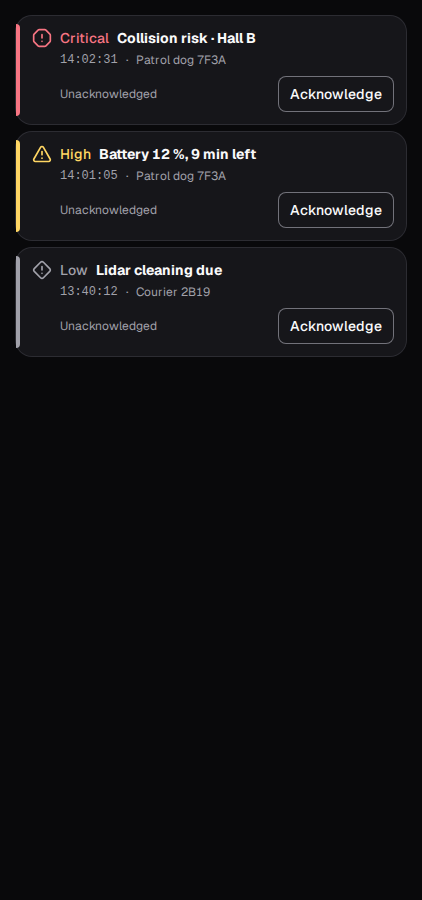 Critical Collision risk · Hall B
14:02:31 · Patrol dog 7F3A
Unacknowledged Acknowledge
High Battery 12 %, 9 min left
14:01:05 · Patrol dog 7F3A
Unacknowledged Acknowledge
Low Lidar cleaning due
13:40:12 · Courier 2B19
Unacknowledged Acknowledge